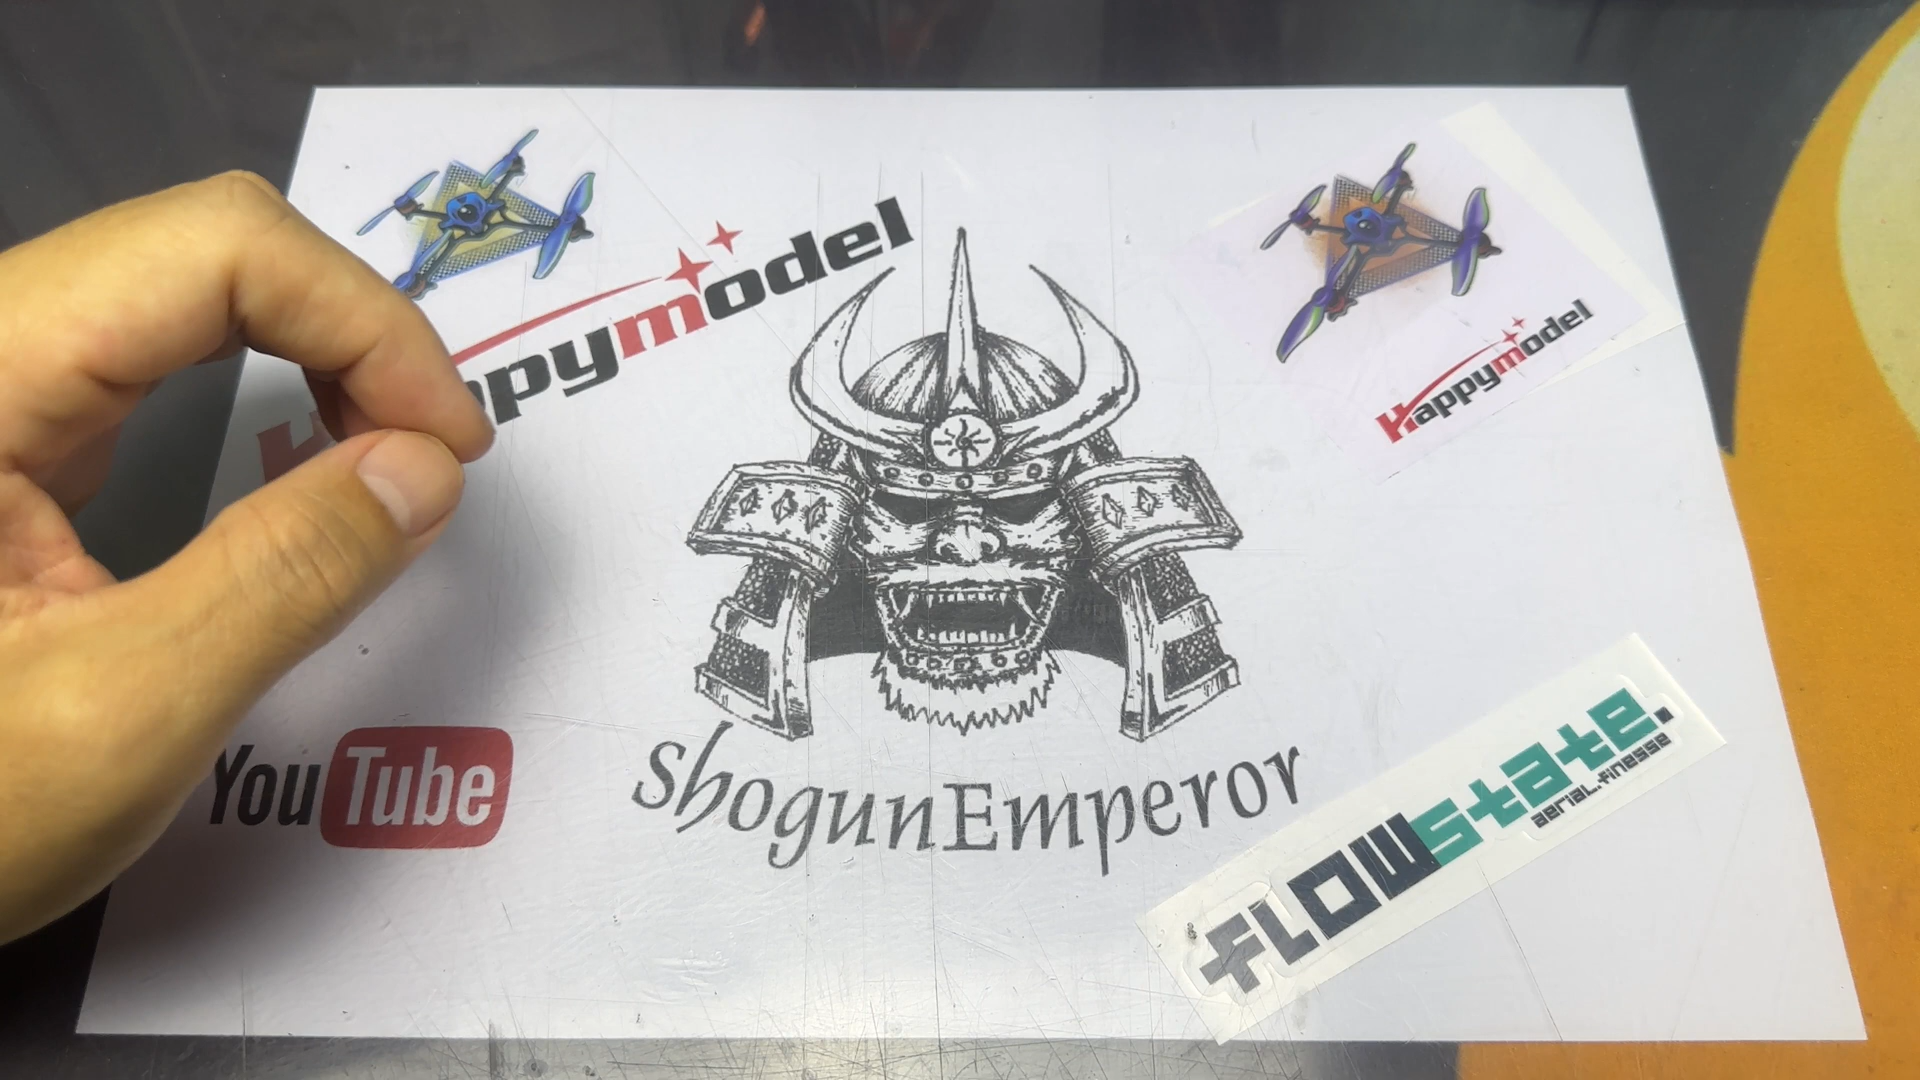 Happymodel
Happymodel
YouTube
ShogunEmperor
FLOWstate.
aerial.finesse